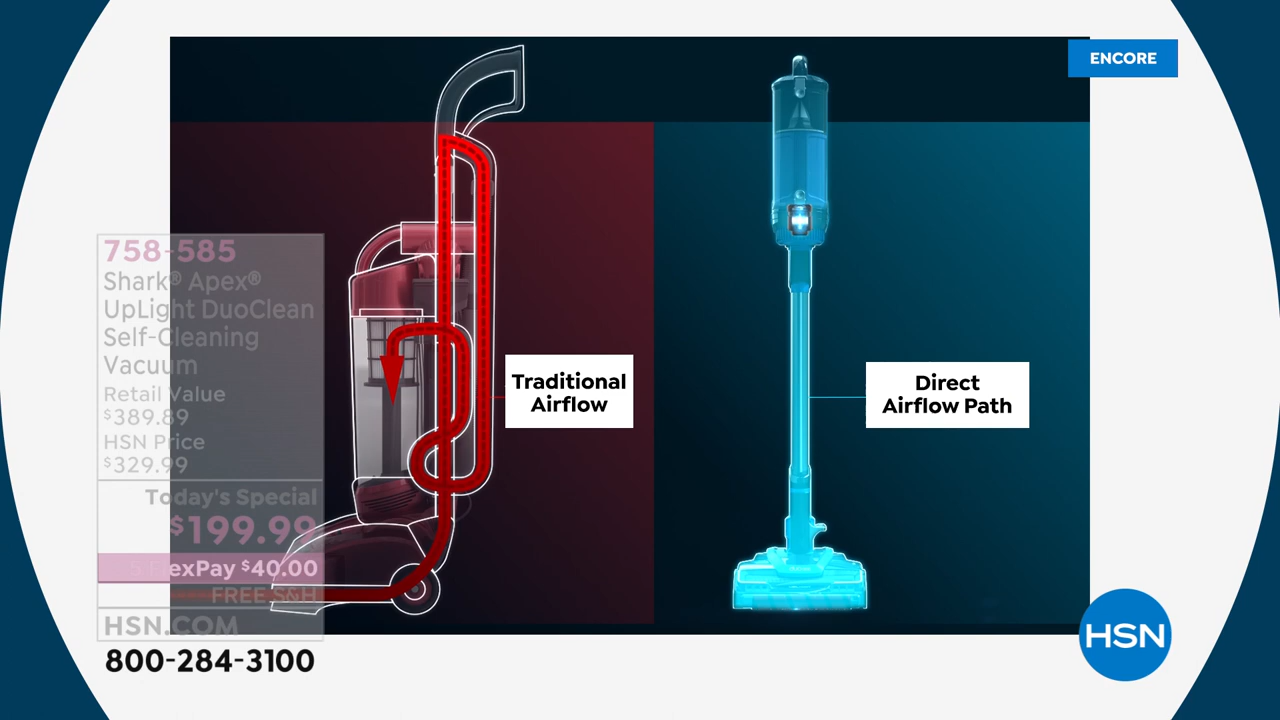 ENCORE
758-585
Shark® Apex®
UpLight DuoClean
Self-Cleaning
Vacuum
Retail Value
$389.89
HSN Price
$329.99
Today's Special
$199.99
5 FlexPay $40.00
FREE S&H
HSN.COM
800-284-3100
Traditional
Airflow
Direct
Airflow Path
HSN